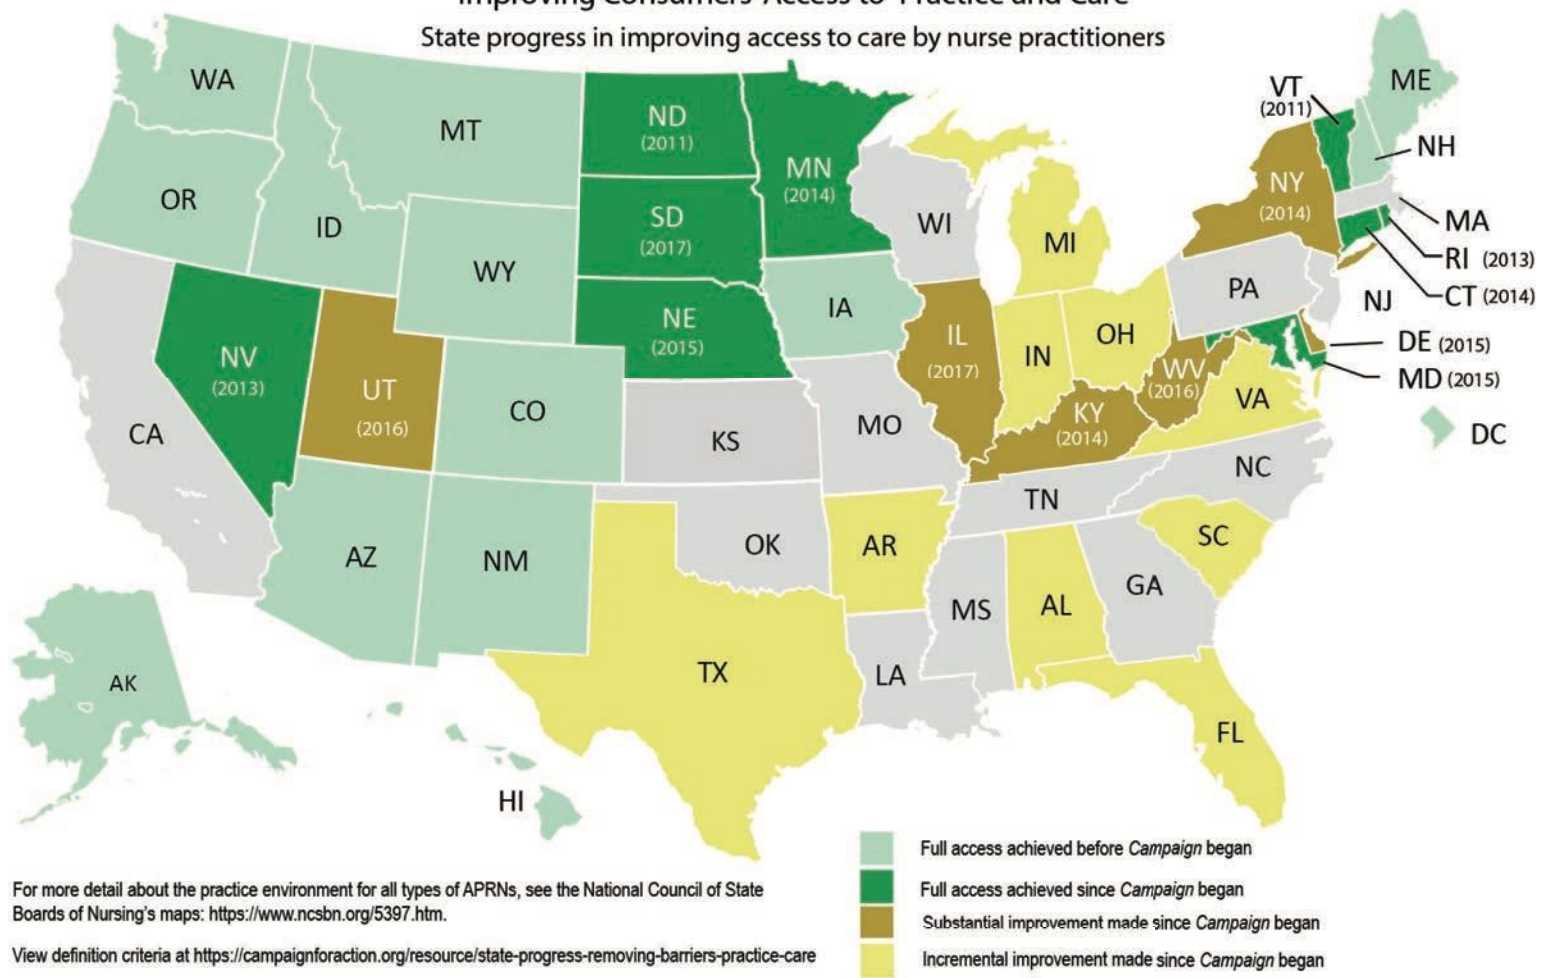 Improving Consumers' Access to Practice and Care
State progress in improving access to care by nurse practitioners
WA
MT
ND
(2011)
MN
(2014)
VT
(2011)
ME
NH
OR
ID
SD
(2017)
WI
MI
NY
(2014)
MA
RI (2013)
CT (2014)
WY
NE
(2015)
IA
PA
NJ
DE (2015)
MD (2015)
NV
(2013)
UT
(2016)
CO
IL
(2017)
IN
OH
WV
(2016)
VA
DC
CA
KS
MO
KY
(2014)
NC
TN
AZ
NM
OK
AR
SC
MS
AL
GA
AK
TX
LA
FL
HI
Full access achieved before Campaign began
Full access achieved since Campaign began
Substantial improvement made since Campaign began
Incremental improvement made since Campaign began
For more detail about the practice environment for all types of APRNs, see the National Council of State
Boards of Nursing's maps: https://www.ncsbn.org/5397.htm.
View definition criteria at https://campaignforaction.org/resource/state-progress-removing-barriers-practice-care